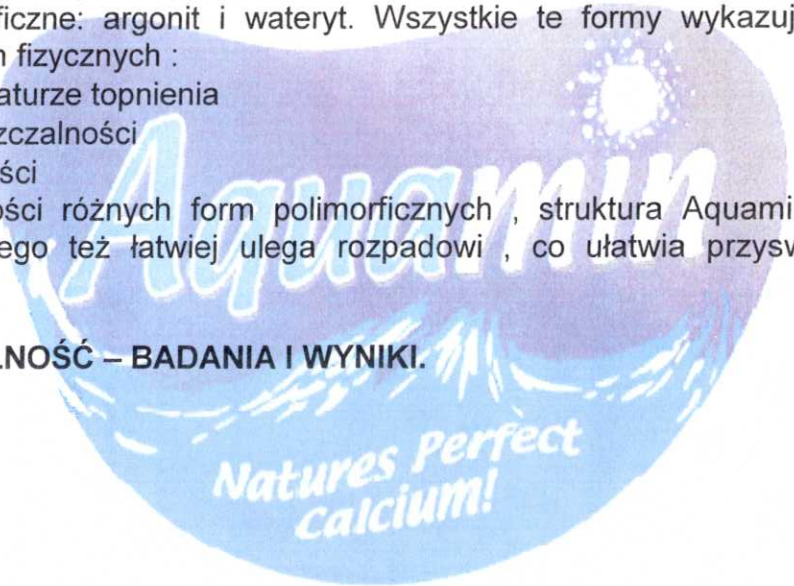 ficzne: argonit i wateryt. Wszystkie te formy wykazuj
fizycznych :
aturze topnienia
zczalności
ści
ości różnych form polimorficznych , struktura Aquami
ego też łatwiej ulega rozpadowi , co ułatwia przysw
LNOŚĆ – BADANIA I WYNIKI.
Aquamin
Natures Perfect
Calcium!